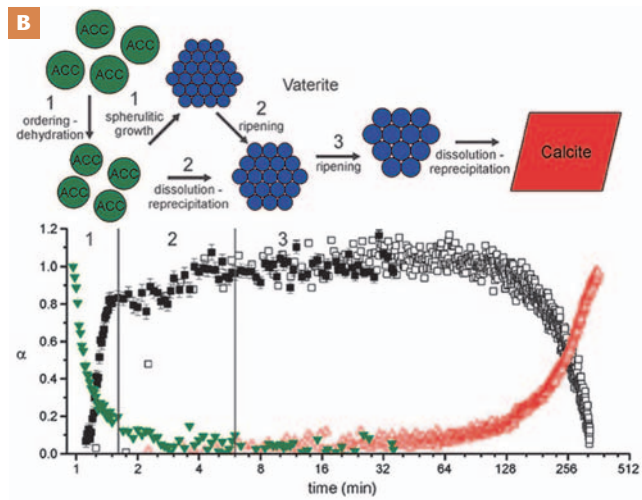 B
ACC
ACC
ACC
ACC
1
ordering -
dehydration
1
spherulitic
growth
Vaterite
2
ripening
ACC
ACC
ACC
ACC
2
dissolution -
reprecipitation
3
ripening
dissolution -
reprecipitation
Calcite
1 2 3
1.2
1.0
0.8
0.6
0.4
0.2
0.0
α
1 2 4 8 16 32 64 128 256 512
time (min)